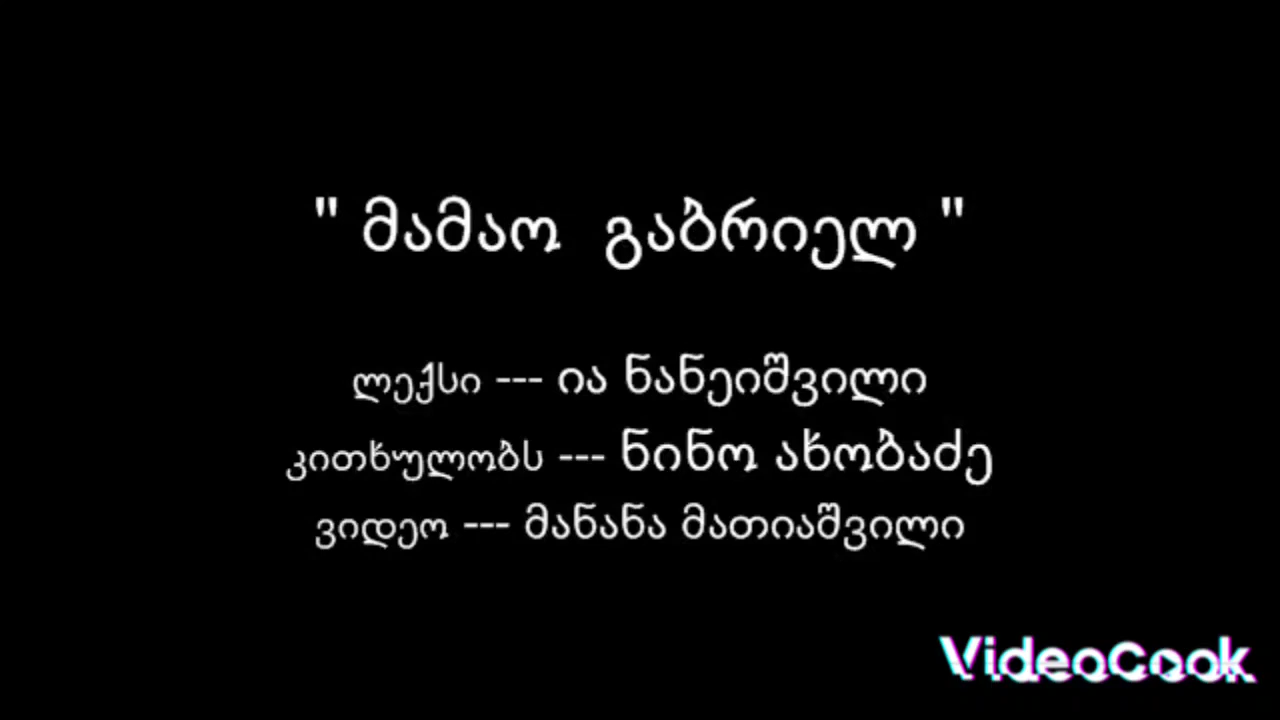 " მამაო გაბრიელ "
ლექსი --- ია ნანეიშვილი
კითხულობს --- ნინო ახობაძე
ვიდეო --- მანანა მათიაშვილი
VideoCook